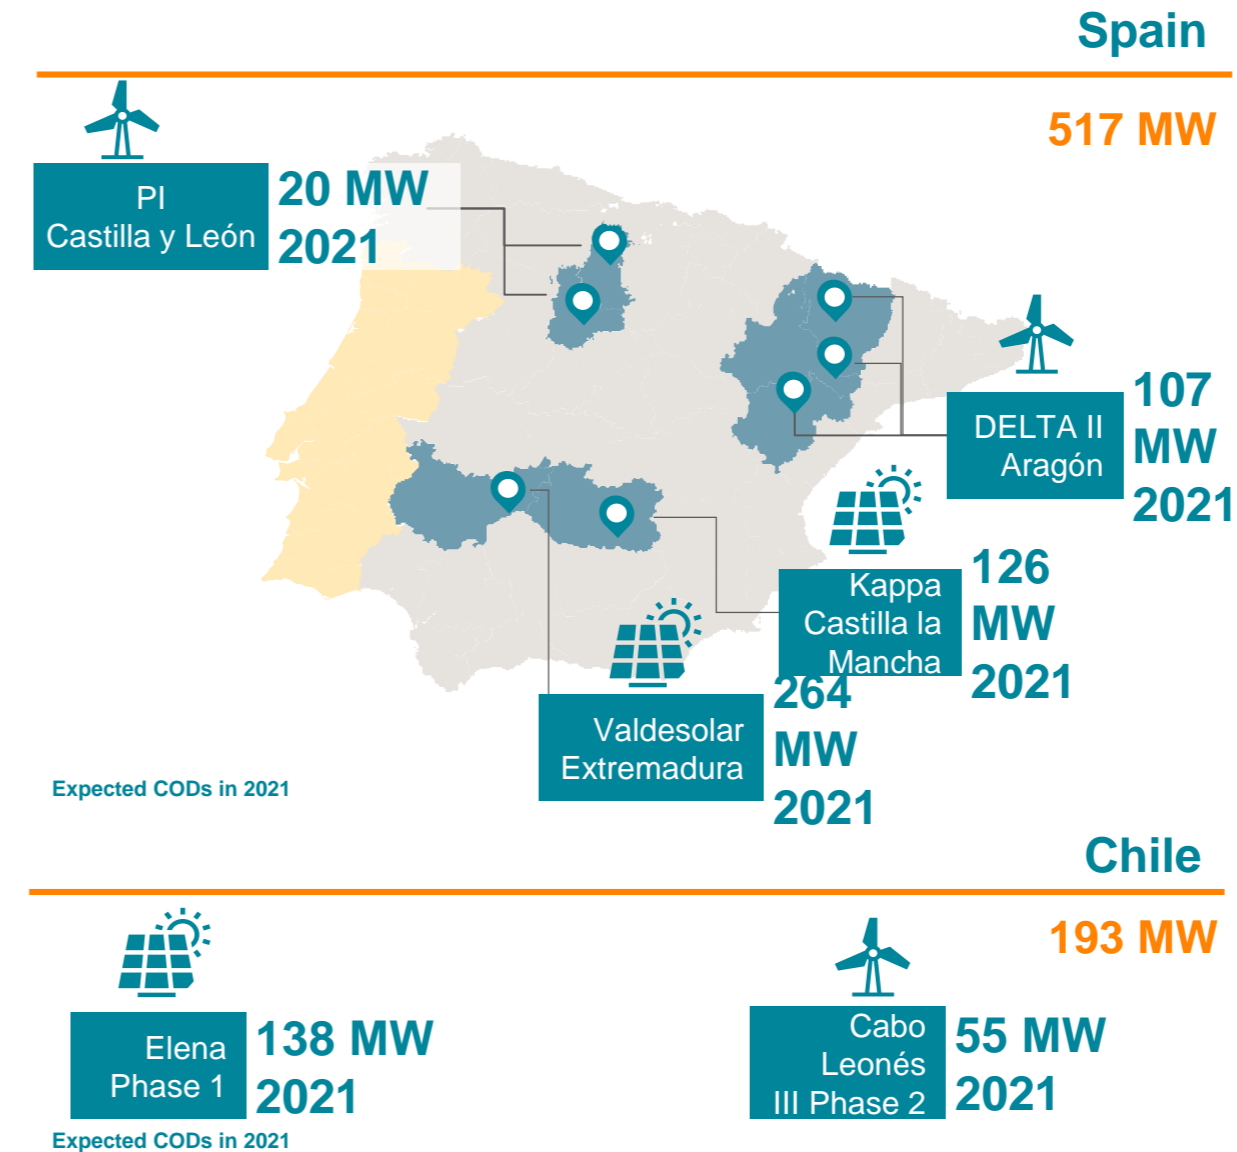 Spain
517 MW
PI
Castilla y León
20 MW
2021
DELTA II
Aragón
107
MW
2021
Kappa
Castilla la
Mancha
126
MW
2021
Valdesolar
Extremadura
264
MW
2021
Expected CODs in 2021
Chile
193 MW
Elena
Phase 1
138 MW
2021
Cabo
Leonés
III Phase 2
55 MW
2021
Expected CODs in 2021